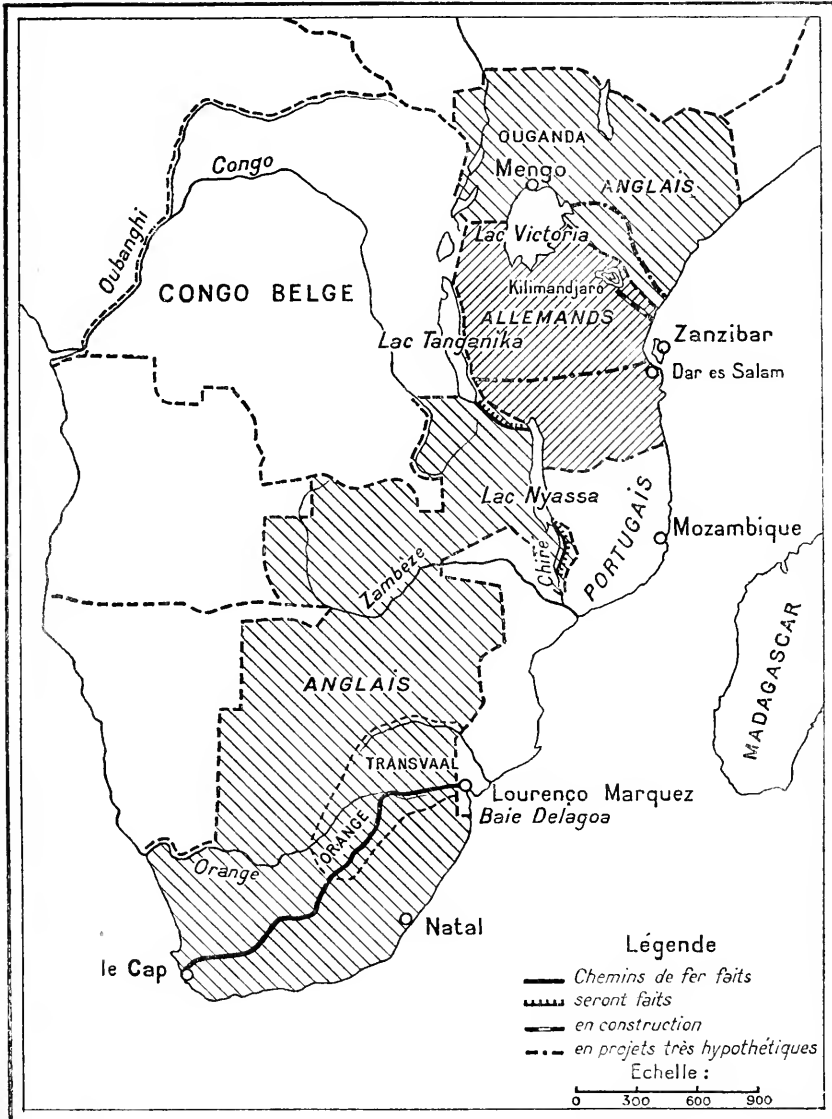 OUGANDA
Mengo
ANGLAIS
Congo
Oubanghi
Lac Victoria
CONGO BELGE
Kilimandjaro
ALLEMANDS
Lac Tanganika
Zanzibar
Dar es Salam
Lac Nyassa
PORTUGAIS
Mozambique
Chiré
Zambèze
MADAGASCAR
ANGLAIS
TRANSVAAL
Lourenço Marquez
Baie Delagoa
ORANGE
Orange
Natal
le Cap
Légende
Chemins de fer faits
seront faits
en construction
en projets très hypothétiques
Echelle :
0 300 600 900